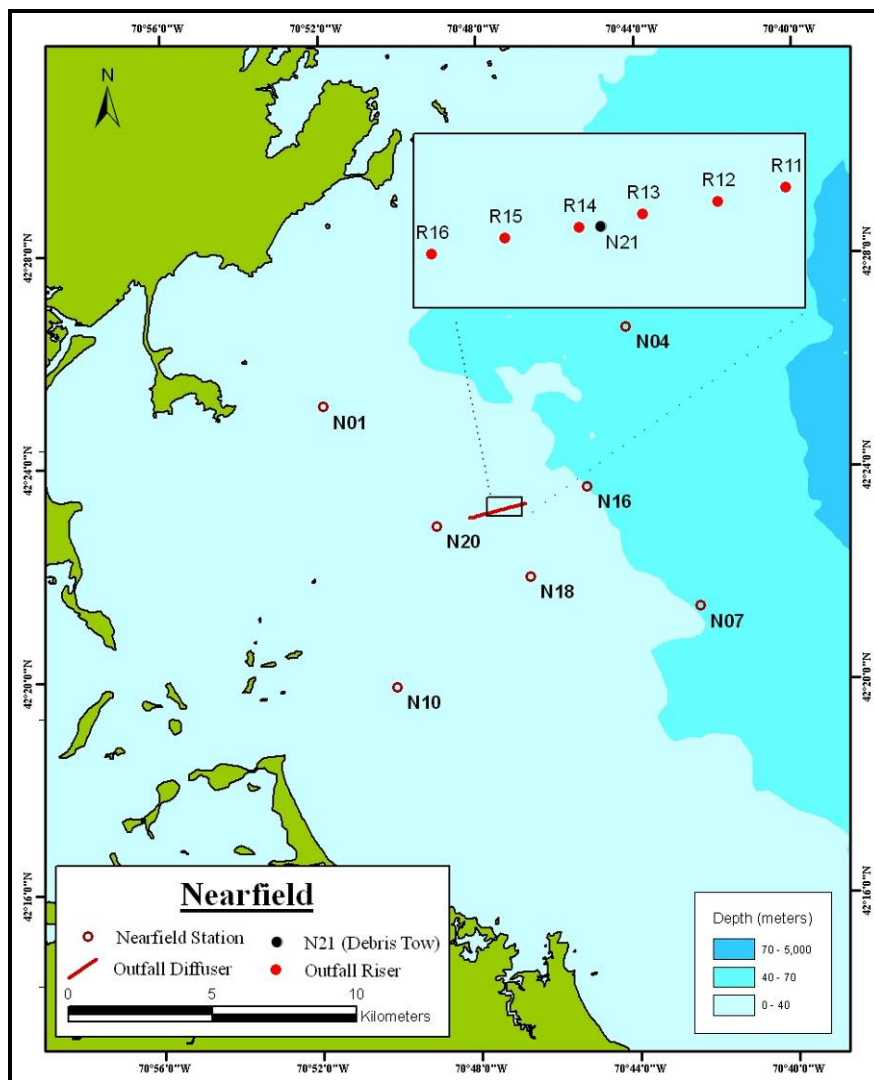 70°56'0"W 70°52'0"W 70°48'0"W 70°44'0"W 70°40'0"W
N
R11
R12
R13
R14
R15
R16
N21
42°28'0"N 42°28'0"N
N04
N01
42°24'0"N 42°24'0"N
N16
N20
N18
N07
42°20'0"N 42°20'0"N
N10
42°16'0"N 42°16'0"N
Nearfield
Nearfield Station N21 (Debris Tow)
Outfall Diffuser Outfall Riser
0 5 10
Kilometers
Depth (meters)
70 - 5,000
40 - 70
0 - 40
70°56'0"W 70°52'0"W 70°48'0"W 70°44'0"W 70°40'0"W